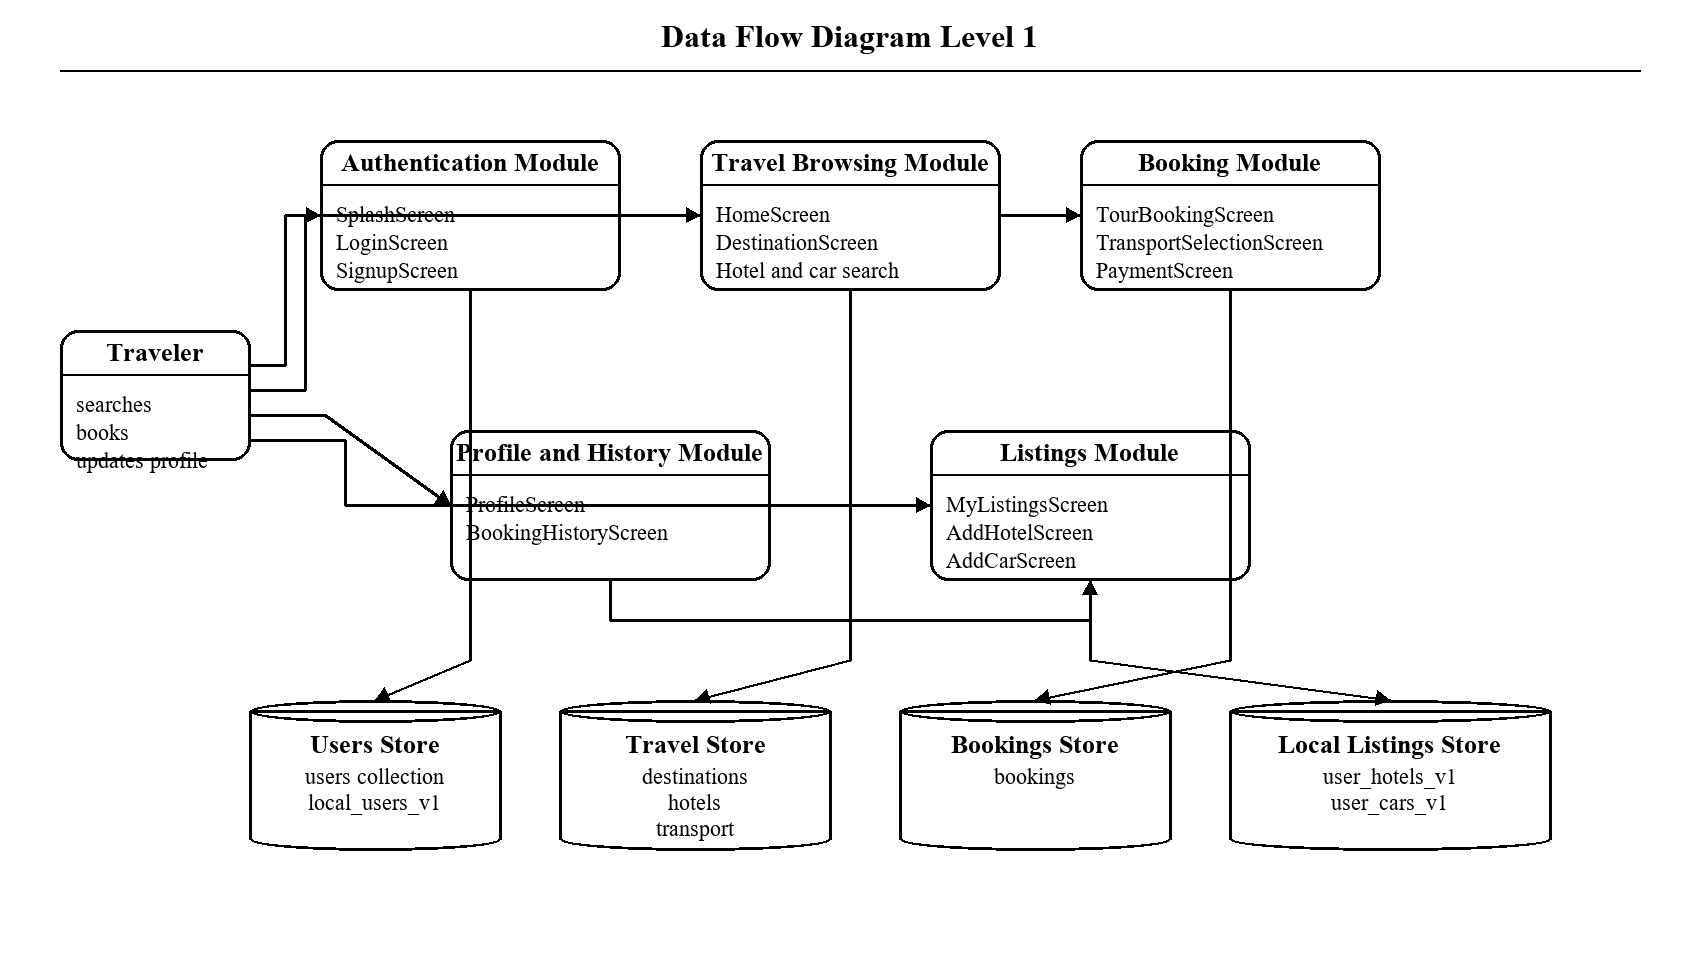 Data Flow Diagram Level 1
Authentication Module
SplashScreen
LoginScreen
SignupScreen
Travel Browsing Module
HomeScreen
DestinationScreen
Hotel and car search
Booking Module
TourBookingScreen
TransportSelectionScreen
PaymentScreen
Traveler
searches
books
updates profile
Profile and History Module
ProfileScreen
BookingHistoryScreen
Listings Module
MyListingsScreen
AddHotelScreen
AddCarScreen
Users Store
users collection
local_users_v1
Travel Store
destinations
hotels
transport
Bookings Store
bookings
Local Listings Store
user_hotels_v1
user_cars_v1